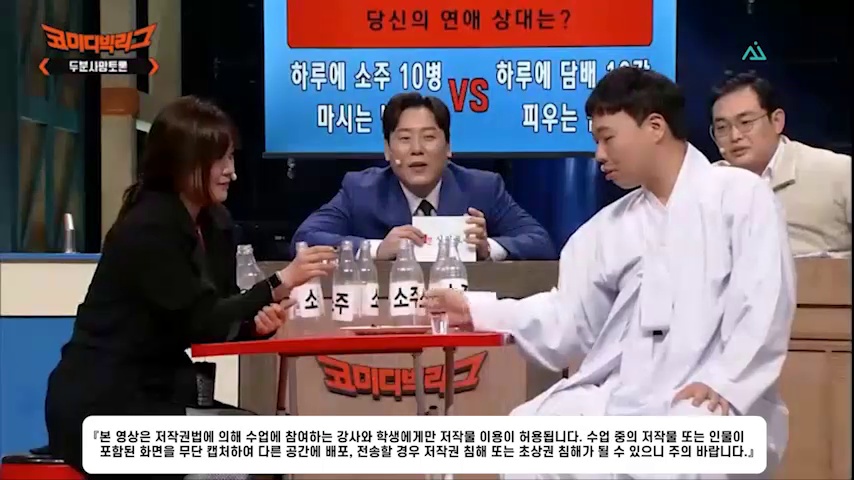 코미디빅리그
두분사망토론
당신의 연애 상대는?
하루에 소주 10병
마시는
VS
하루에 담배
피우는
소주
주
소주
코미디빅리그
『본 영상은 저작권법에 의해 수업에 참여하는 강사와 학생에게만 저작물 이용이 허용됩니다. 수업 중의 저작물 또는 인물이
포함된 화면을 무단 캡처하여 다른 공간에 배포, 전송할 경우 저작권 침해 또는 초상권 침해가 될 수 있으니 주의 바랍니다.』